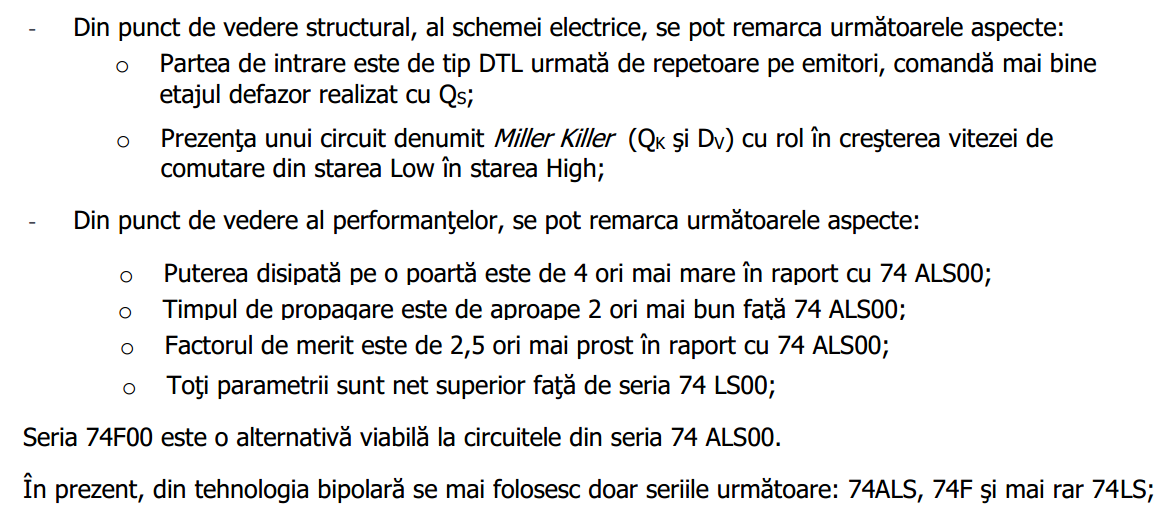 - Din punct de vedere structural, al schemei electrice, se pot remarca următoarele aspecte:
o Partea de intrare este de tip DTL urmată de repetoare pe emitori, comandă mai bine
etajul defazor realizat cu QS;
o Prezenţa unui circuit denumit Miller Killer (QK şi DV) cu rol în creşterea vitezei de
comutare din starea Low în starea High;
- Din punct de vedere al performanţelor, se pot remarca următoarele aspecte:
o Puterea disipată pe o poartă este de 4 ori mai mare în raport cu 74 ALS00;
o Timpul de propagare este de aproape 2 ori mai bun faţă 74 ALS00;
o Factorul de merit este de 2,5 ori mai prost în raport cu 74 ALS00;
o Toţi parametrii sunt net superior faţă de seria 74 LS00;
Seria 74F00 este o alternativă viabilă la circuitele din seria 74 ALS00.
În prezent, din tehnologia bipolară se mai folosesc doar seriile următoare: 74ALS, 74F şi mai rar 74LS;